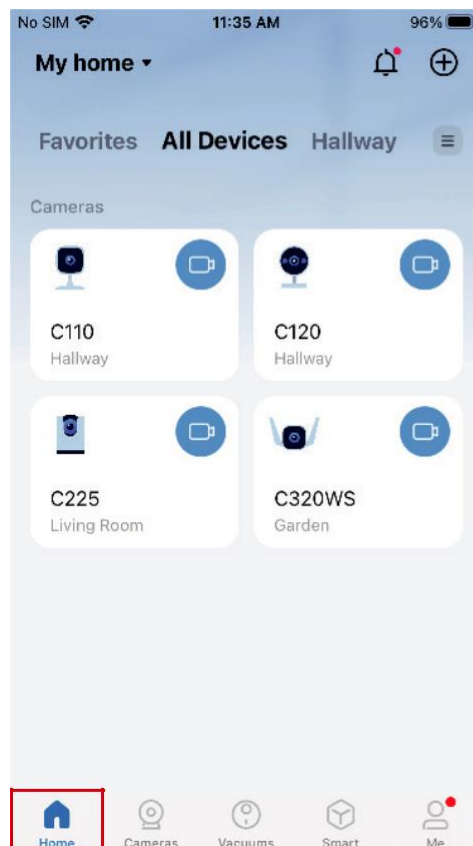 No SIM 11:35 AM 96%
My home
Favorites All Devices Hallway
Cameras
C110
Hallway
C120
Hallway
C225
Living Room
C320WS
Garden
Home Cameras Vacuums Smart Me